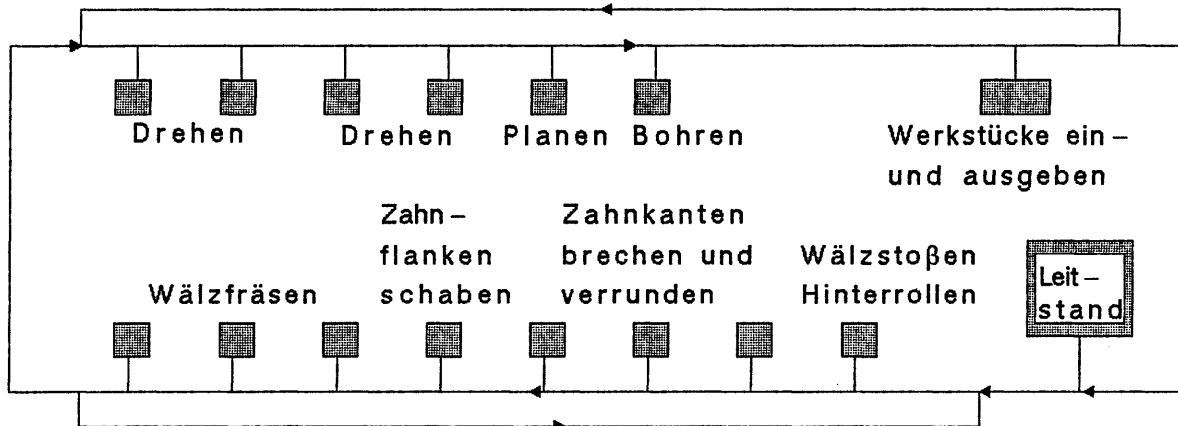 Drehen Drehen Planen Bohren Werkstücke ein–
und ausgeben
Zahn– Zahnkanten
flanken brechen und Wälzstoßen
Wälzfräsen schaben verrunden Hinterrollen
Leit–
stand